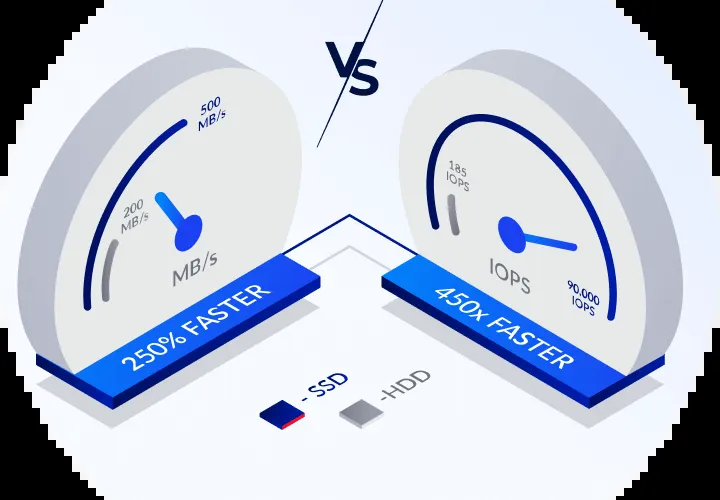 VS
500
MB/s
200
MB/s
MB/s
250% FASTER
185
IOPS
IOPS
90.000
IOPS
450x FASTER
- SSD
-HDD